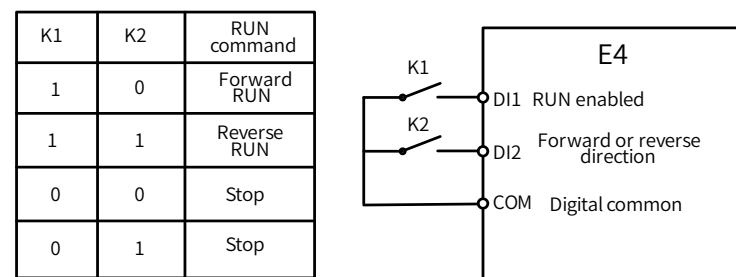 K1 K2 RUN command
1 0 Forward RUN
1 1 Reverse RUN
0 0 Stop
0 1 Stop
E4
K1
DI1 RUN enabled
K2
DI2 Forward or reverse
direction
COM Digital common